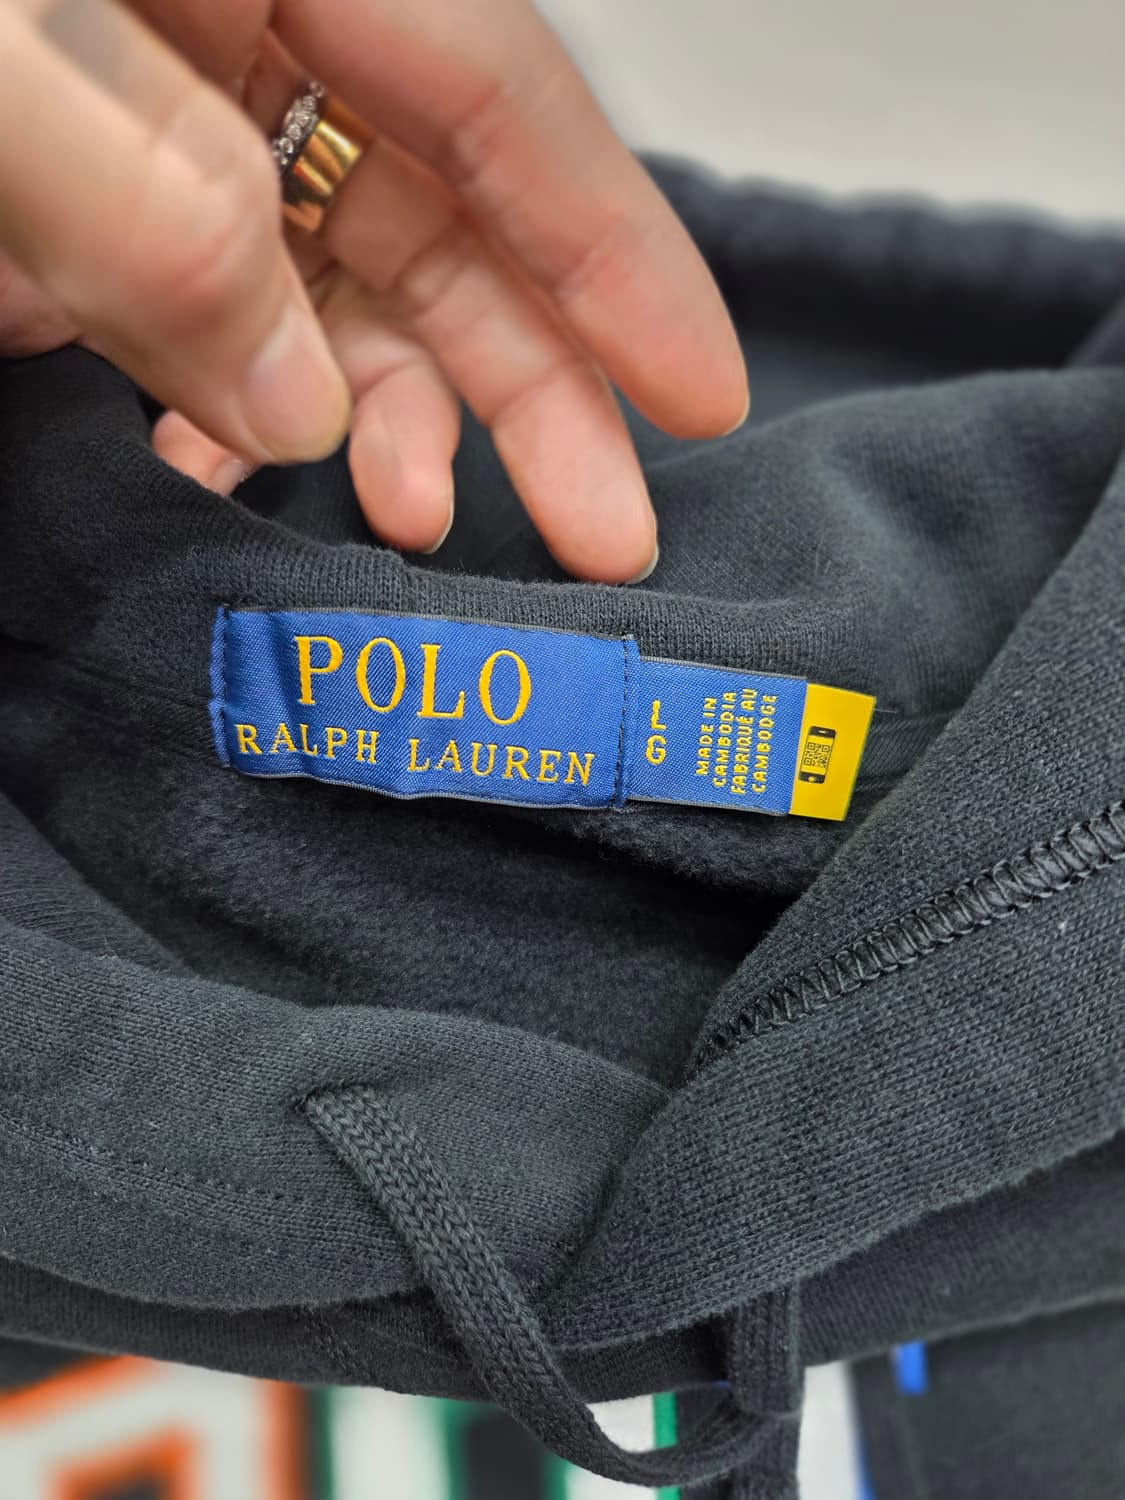 POLO
RALPH LAUREN
L
G
MADE IN
CAMBODIA
FABRIQUÉ AU
CAMBODGE